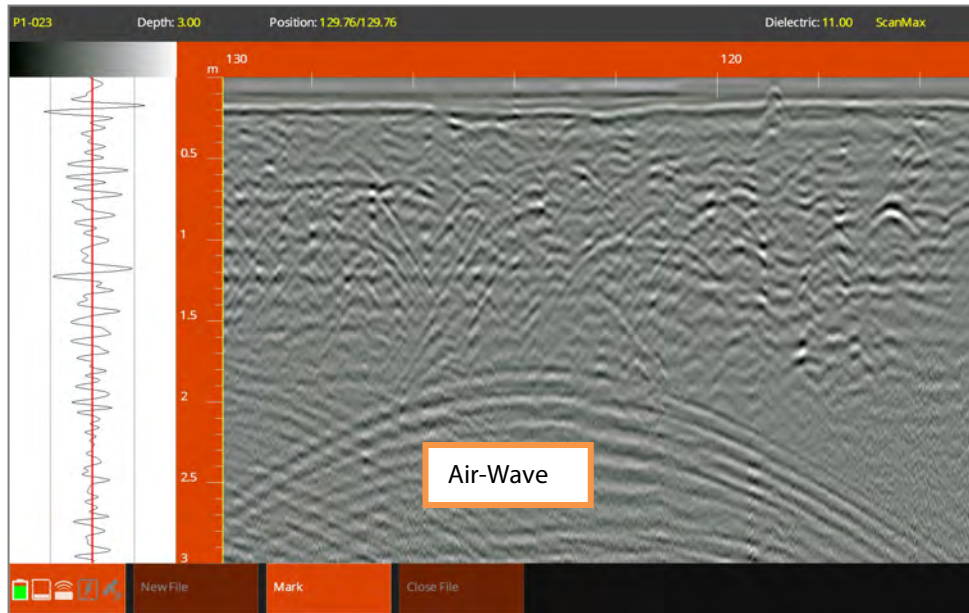 P1-023 Depth: 3.00 Position: 129.76/129.76 Dielectric: 11.00 ScanMax
m 130 120
0.5
1
1.5
2
2.5
3
Air-Wave
New File Mark Close File